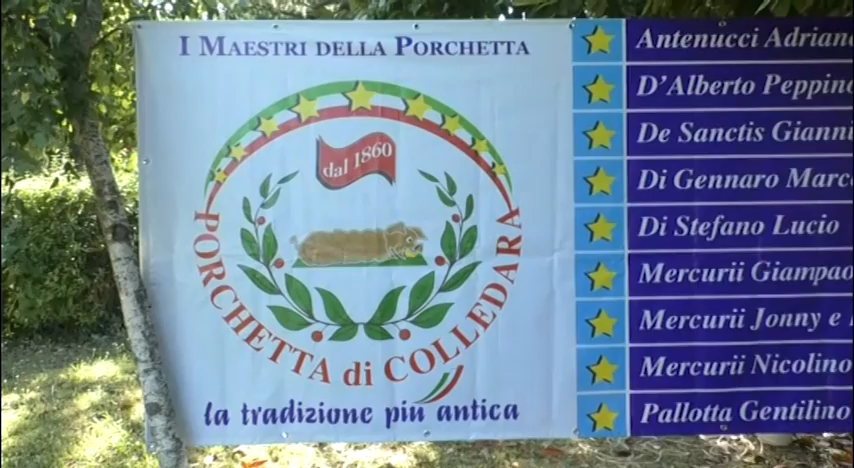 I MAESTRI DELLA PORCHETTA
dal 1860
PORCHETTA di COLLEDARA
la tradizione più antica
Antenucci Adriano
D'Alberto Peppino
De Sanctis Gianni
Di Gennaro Marc
Di Stefano Lucio
Mercurii Giampao
Mercurii Jonny e
Mercurii Nicolino
Pallotta Gentilino